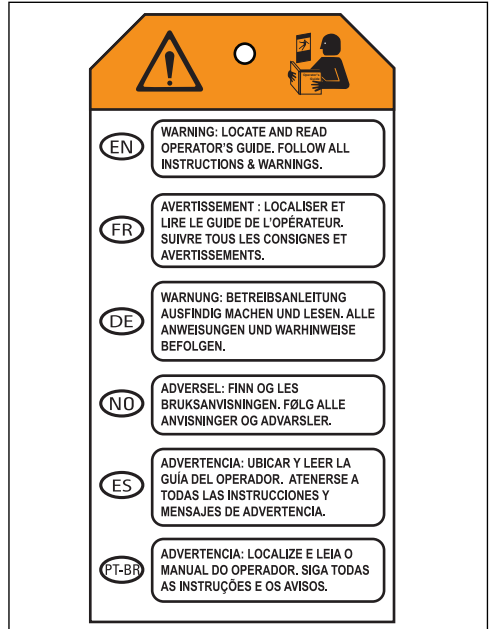 Operator's
Guide
EN
WARNING: LOCATE AND READ
OPERATOR'S GUIDE. FOLLOW ALL
INSTRUCTIONS & WARNINGS.
FR
AVERTISSEMENT : LOCALISER ET
LIRE LE GUIDE DE L'OPÉRATEUR.
SUIVRE TOUS LES CONSIGNES ET
AVERTISSEMENTS.
DE
WARNUNG: BETREIBSANLEITUNG
AUSFINDIG MACHEN UND LESEN. ALLE
ANWEISUNGEN UND WARHINWEISE
BEFOLGEN.
NO
ADVERSEL: FINN OG LES
BRUKSANVISNINGEN. FØLG ALLE
ANVISNINGER OG ADVARSLER.
ES
ADVERTENCIA: UBICAR Y LEER LA
GUÍA DEL OPERADOR. ATENERSE A
TODAS LAS INSTRUCCIONES Y
MENSAJES DE ADVERTENCIA.
PT-BR
ADVERTENCIA: LOCALIZE E LEIA O
MANUAL DO OPERADOR. SIGA TODAS
AS INSTRUÇÕES E OS AVISOS.